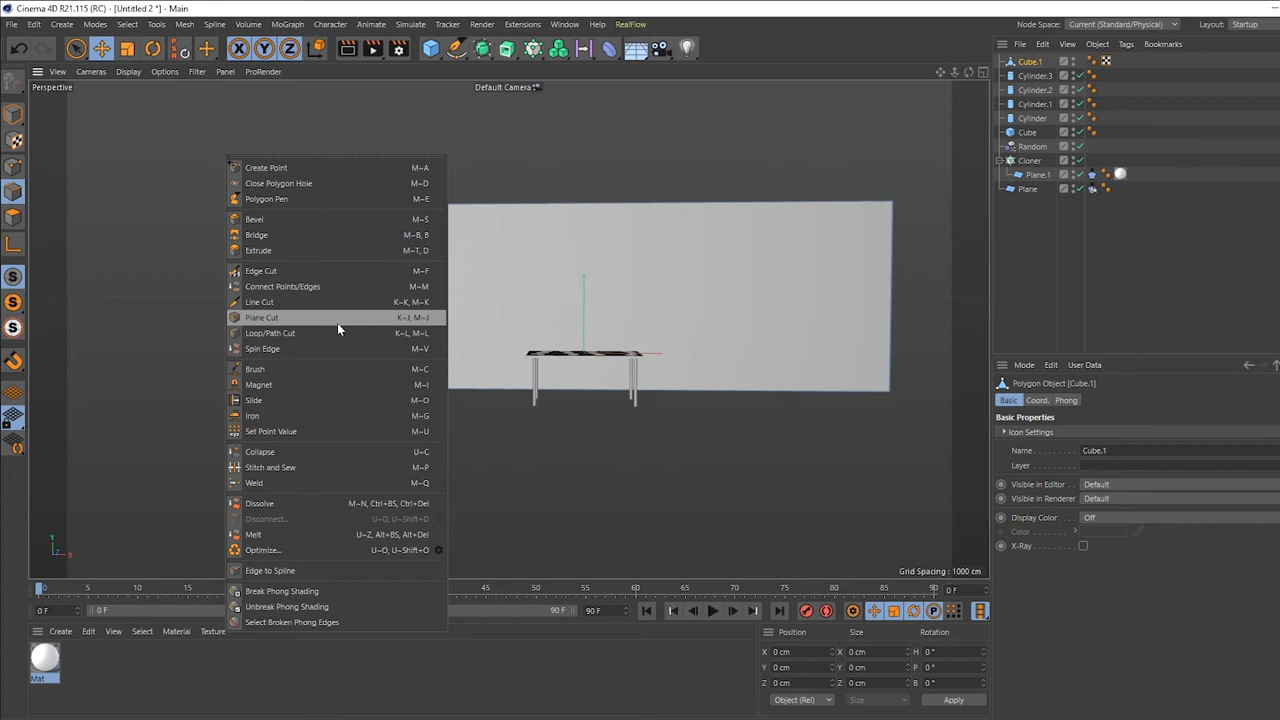 Cinema 4D R21.115 (RC) - [Untitled 2 *] - Main
File Edit Create Modes Select Tools Mesh Spline Volume MoGraph Character Animate Simulate Tracker Render Extensions Window Help RealFlow Node Space: Current (Standard/Physical) Layout: Startup
File Edit View Object Tags Bookmarks
View Cameras Display Options Filter Panel ProRender
Perspective Default Camera
Cube.1
Cylinder.3
Cylinder.2
Cylinder.1
Cylinder
Cube
Random
Cloner
Plane.1
Plane
Create Point M~A
Close Polygon Hole M~D
Polygon Pen M~E
Bevel M~S
Bridge M~B, B
Extrude M~T, D
Edge Cut M~F
Connect Points/Edges M~M
Line Cut K~K, M~K
Plane Cut K~J, M~J
Loop/Path Cut K~L, M~L
Spin Edge M~V
Brush M~C
Magnet M~I
Slide M~O
Iron M~G
Set Point Value M~U
Collapse U~C
Stitch and Sew M~P
Weld M~Q
Dissolve M~N, Ctrl+BS, Ctrl+Del
Disconnect... U~D, U~Shift+D
Melt U~Z, Alt+BS, Alt+Del
Optimize... U~O, U~Shift+O
Edge to Spline
Break Phong Shading
Unbreak Phong Shading
Select Broken Phong Edges
Mode Edit User Data
Polygon Object [Cube.1]
Basic Coord. Phong
Basic Properties
Icon Settings
Name Cube.1
Layer
Visible in Editor Default
Visible in Renderer Default
Display Color Off
Color
X-Ray
Y
Z X
Grid Spacing : 1000 cm
0 5 10 15 45 50 55 60 65 70 75 80 85 90 0 F
0 F 0 F 90 F 90 F
Create Edit View Select Material Texture
Mat
Position Size Rotation
X 0 cm X 0 cm H 0 °
Y 0 cm Y 0 cm P 0 °
Z 0 cm Z 0 cm B 0 °
Object (Rel) Size Apply